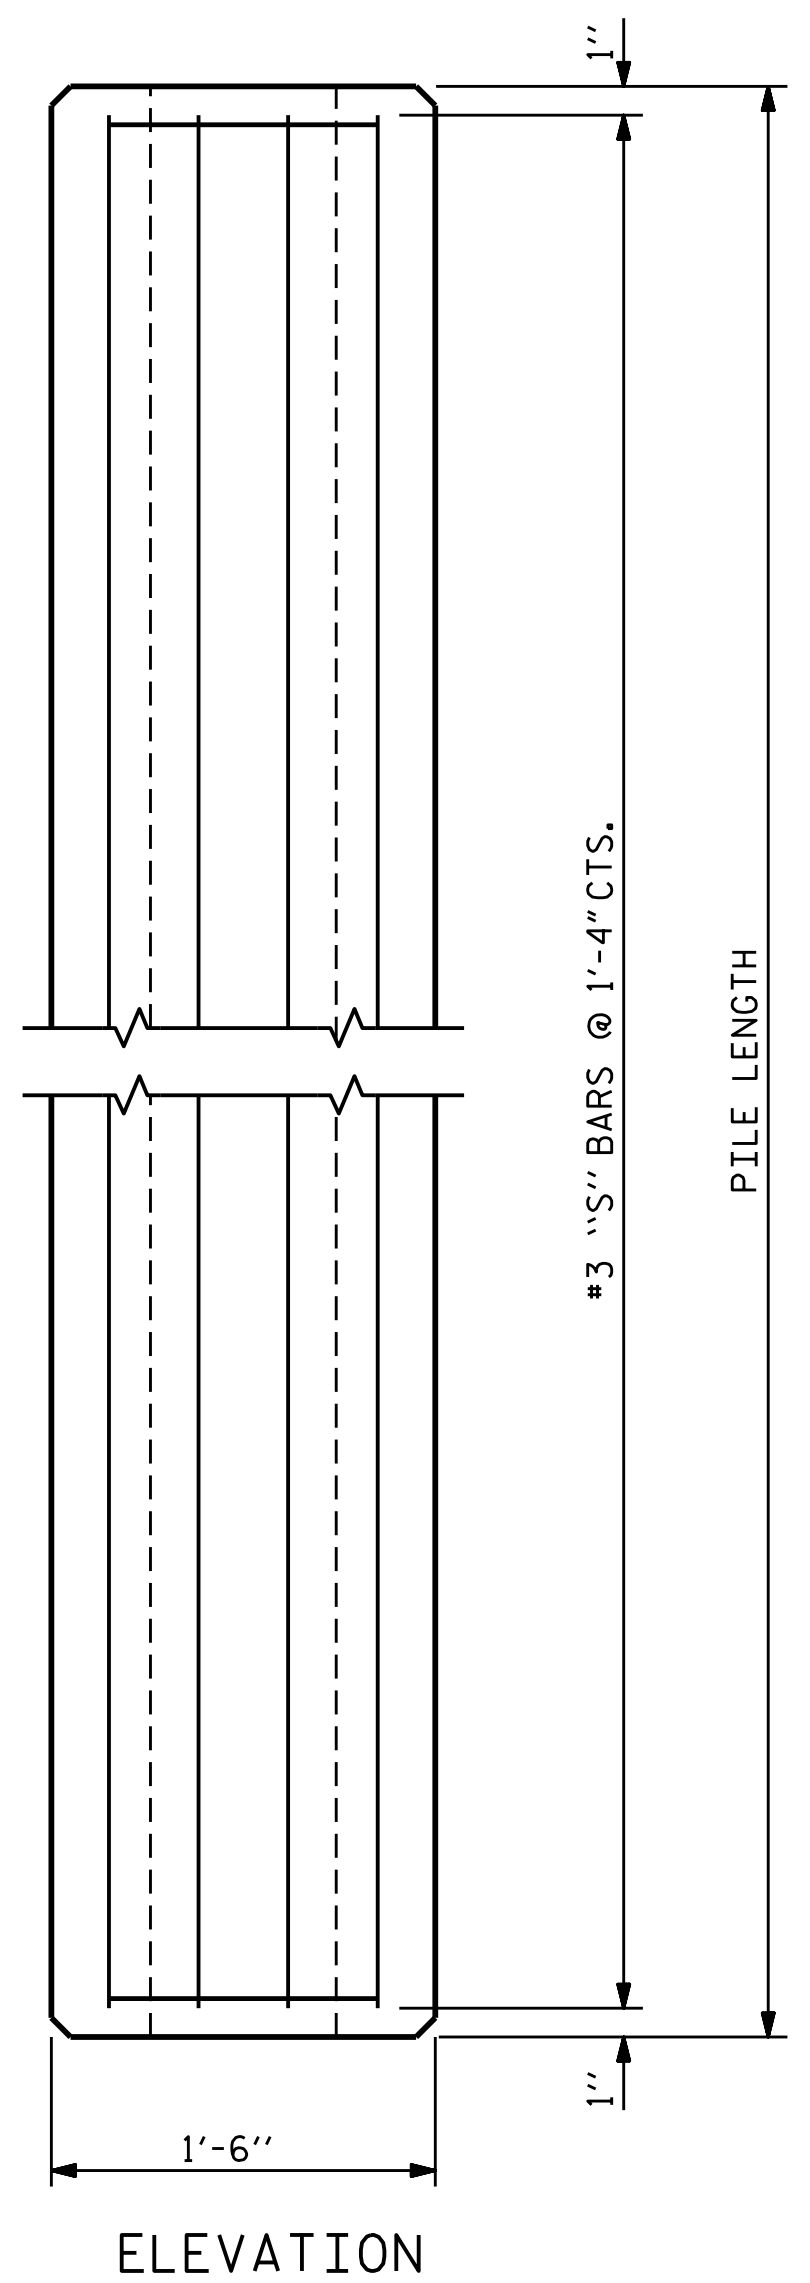 1"
#3 "S" BARS @ 1'-4" CTS.
PILE LENGTH
1"
1'-6"
ELEVATION